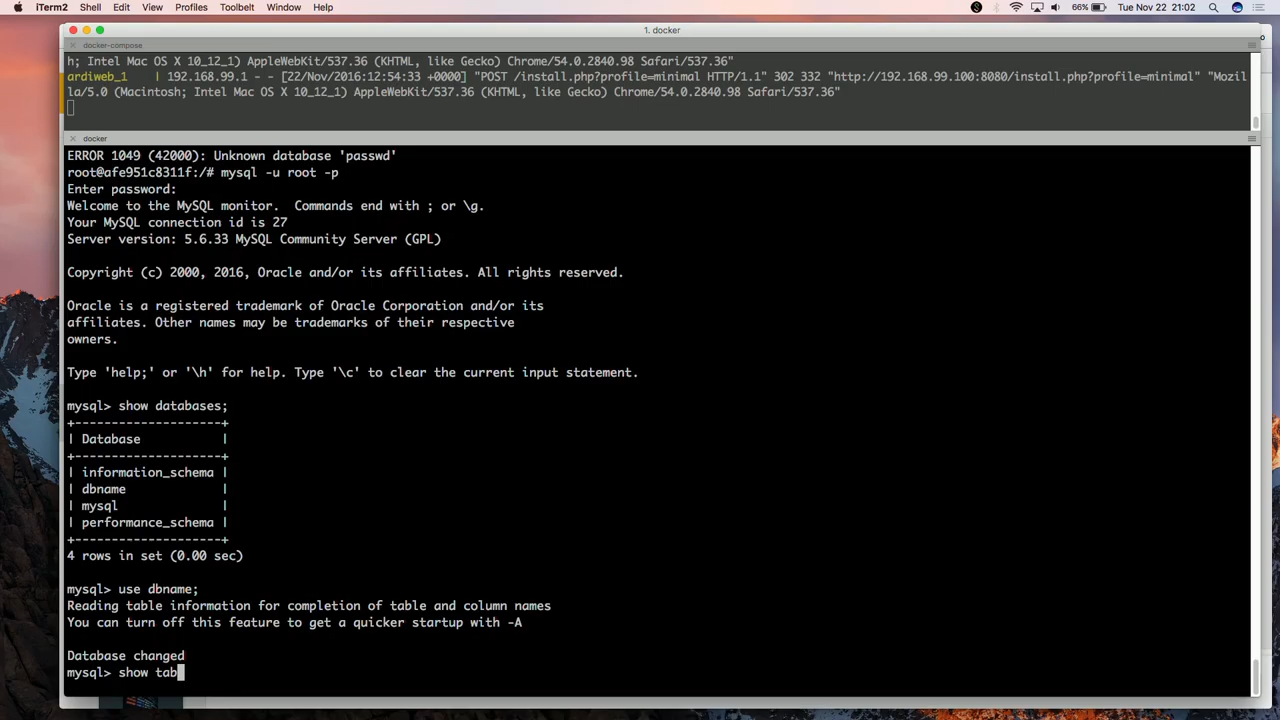 iTerm2 Shell Edit View Profiles Toolbelt Window Help 66% Tue Nov 22 21:02
1. docker
docker-compose
h; Intel Mac OS X 10_12_1) AppleWebKit/537.36 (KHTML, like Gecko) Chrome/54.0.2840.98 Safari/537.36"
ardiweb_1 | 192.168.99.1 - - [22/Nov/2016:12:54:33 +0000] "POST /install.php?profile=minimal HTTP/1.1" 302 332 "http://192.168.99.100:8080/install.php?profile=minimal" "Mozil
la/5.0 (Macintosh; Intel Mac OS X 10_12_1) AppleWebKit/537.36 (KHTML, like Gecko) Chrome/54.0.2840.98 Safari/537.36"
docker
ERROR 1049 (42000): Unknown database 'passwd'
root@afe951c8311f:/# mysql -u root -p
Enter password:
Welcome to the MySQL monitor.  Commands end with ; or \g.
Your MySQL connection id is 27
Server version: 5.6.33 MySQL Community Server (GPL)
Copyright (c) 2000, 2016, Oracle and/or its affiliates. All rights reserved.
Oracle is a registered trademark of Oracle Corporation and/or its
affiliates. Other names may be trademarks of their respective
owners.
Type 'help;' or '\h' for help. Type '\c' to clear the current input statement.
mysql> show databases;
+--------------------+
| Database           |
+--------------------+
| information_schema |
| dbname             |
| mysql              |
| performance_schema |
+--------------------+
4 rows in set (0.00 sec)
mysql> use dbname;
Reading table information for completion of table and column names
You can turn off this feature to get a quicker startup with -A
Database changed
mysql> show tab